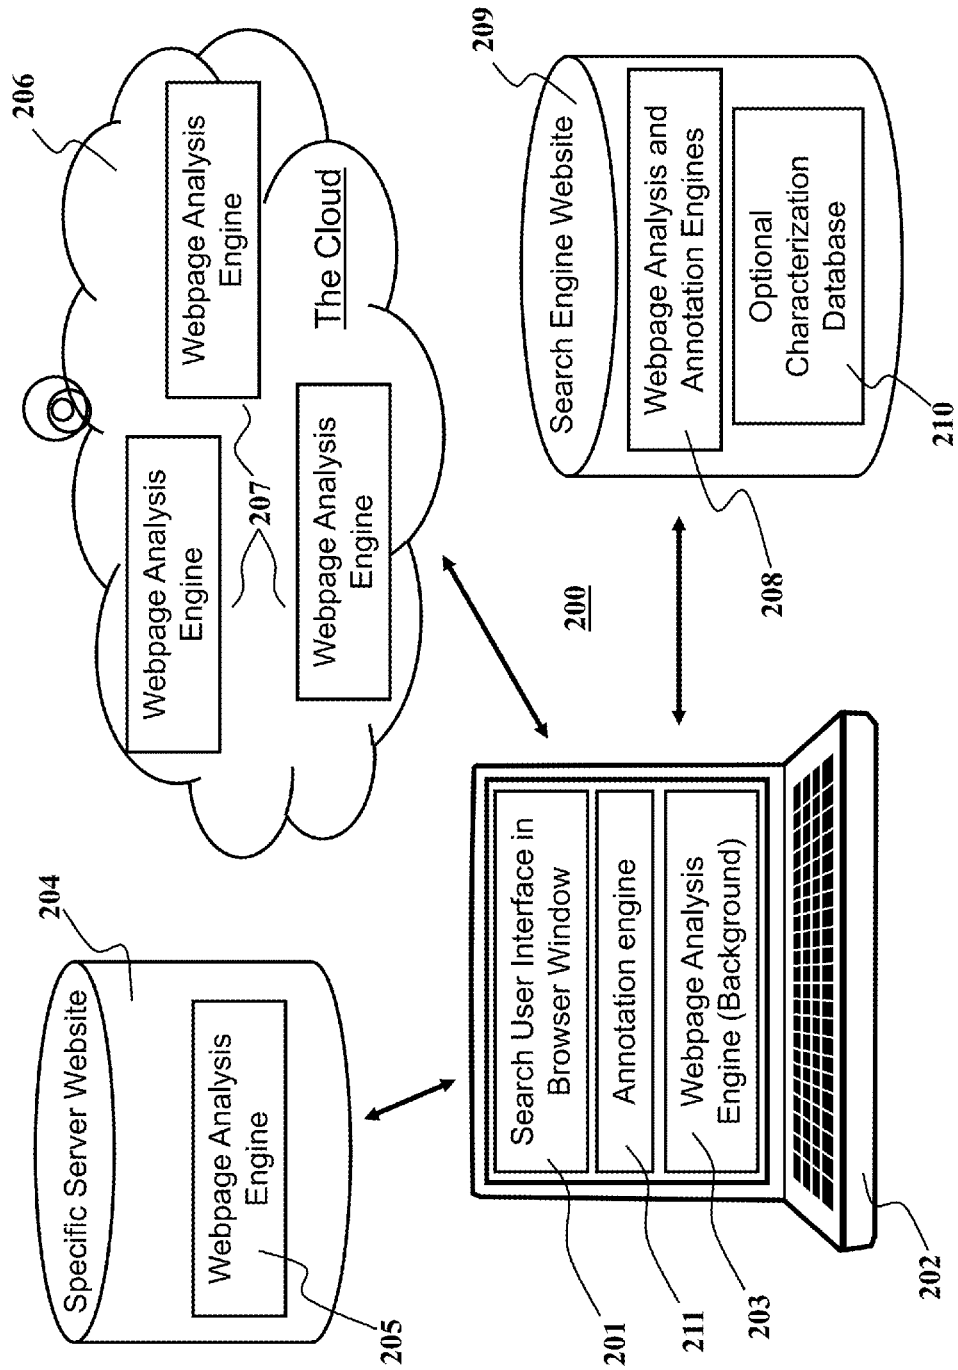 Specific Server Website
204
Webpage Analysis
Engine
205
206
Webpage Analysis
Engine
Webpage Analysis
Engine
207
Webpage Analysis
Engine
The Cloud
200
Search User Interface in
Browser Window
201
Annotation engine
211
Webpage Analysis
Engine (Background)
203
202
209
Search Engine Website
Webpage Analysis and
Annotation Engines
208
Optional
Characterization
Database
210